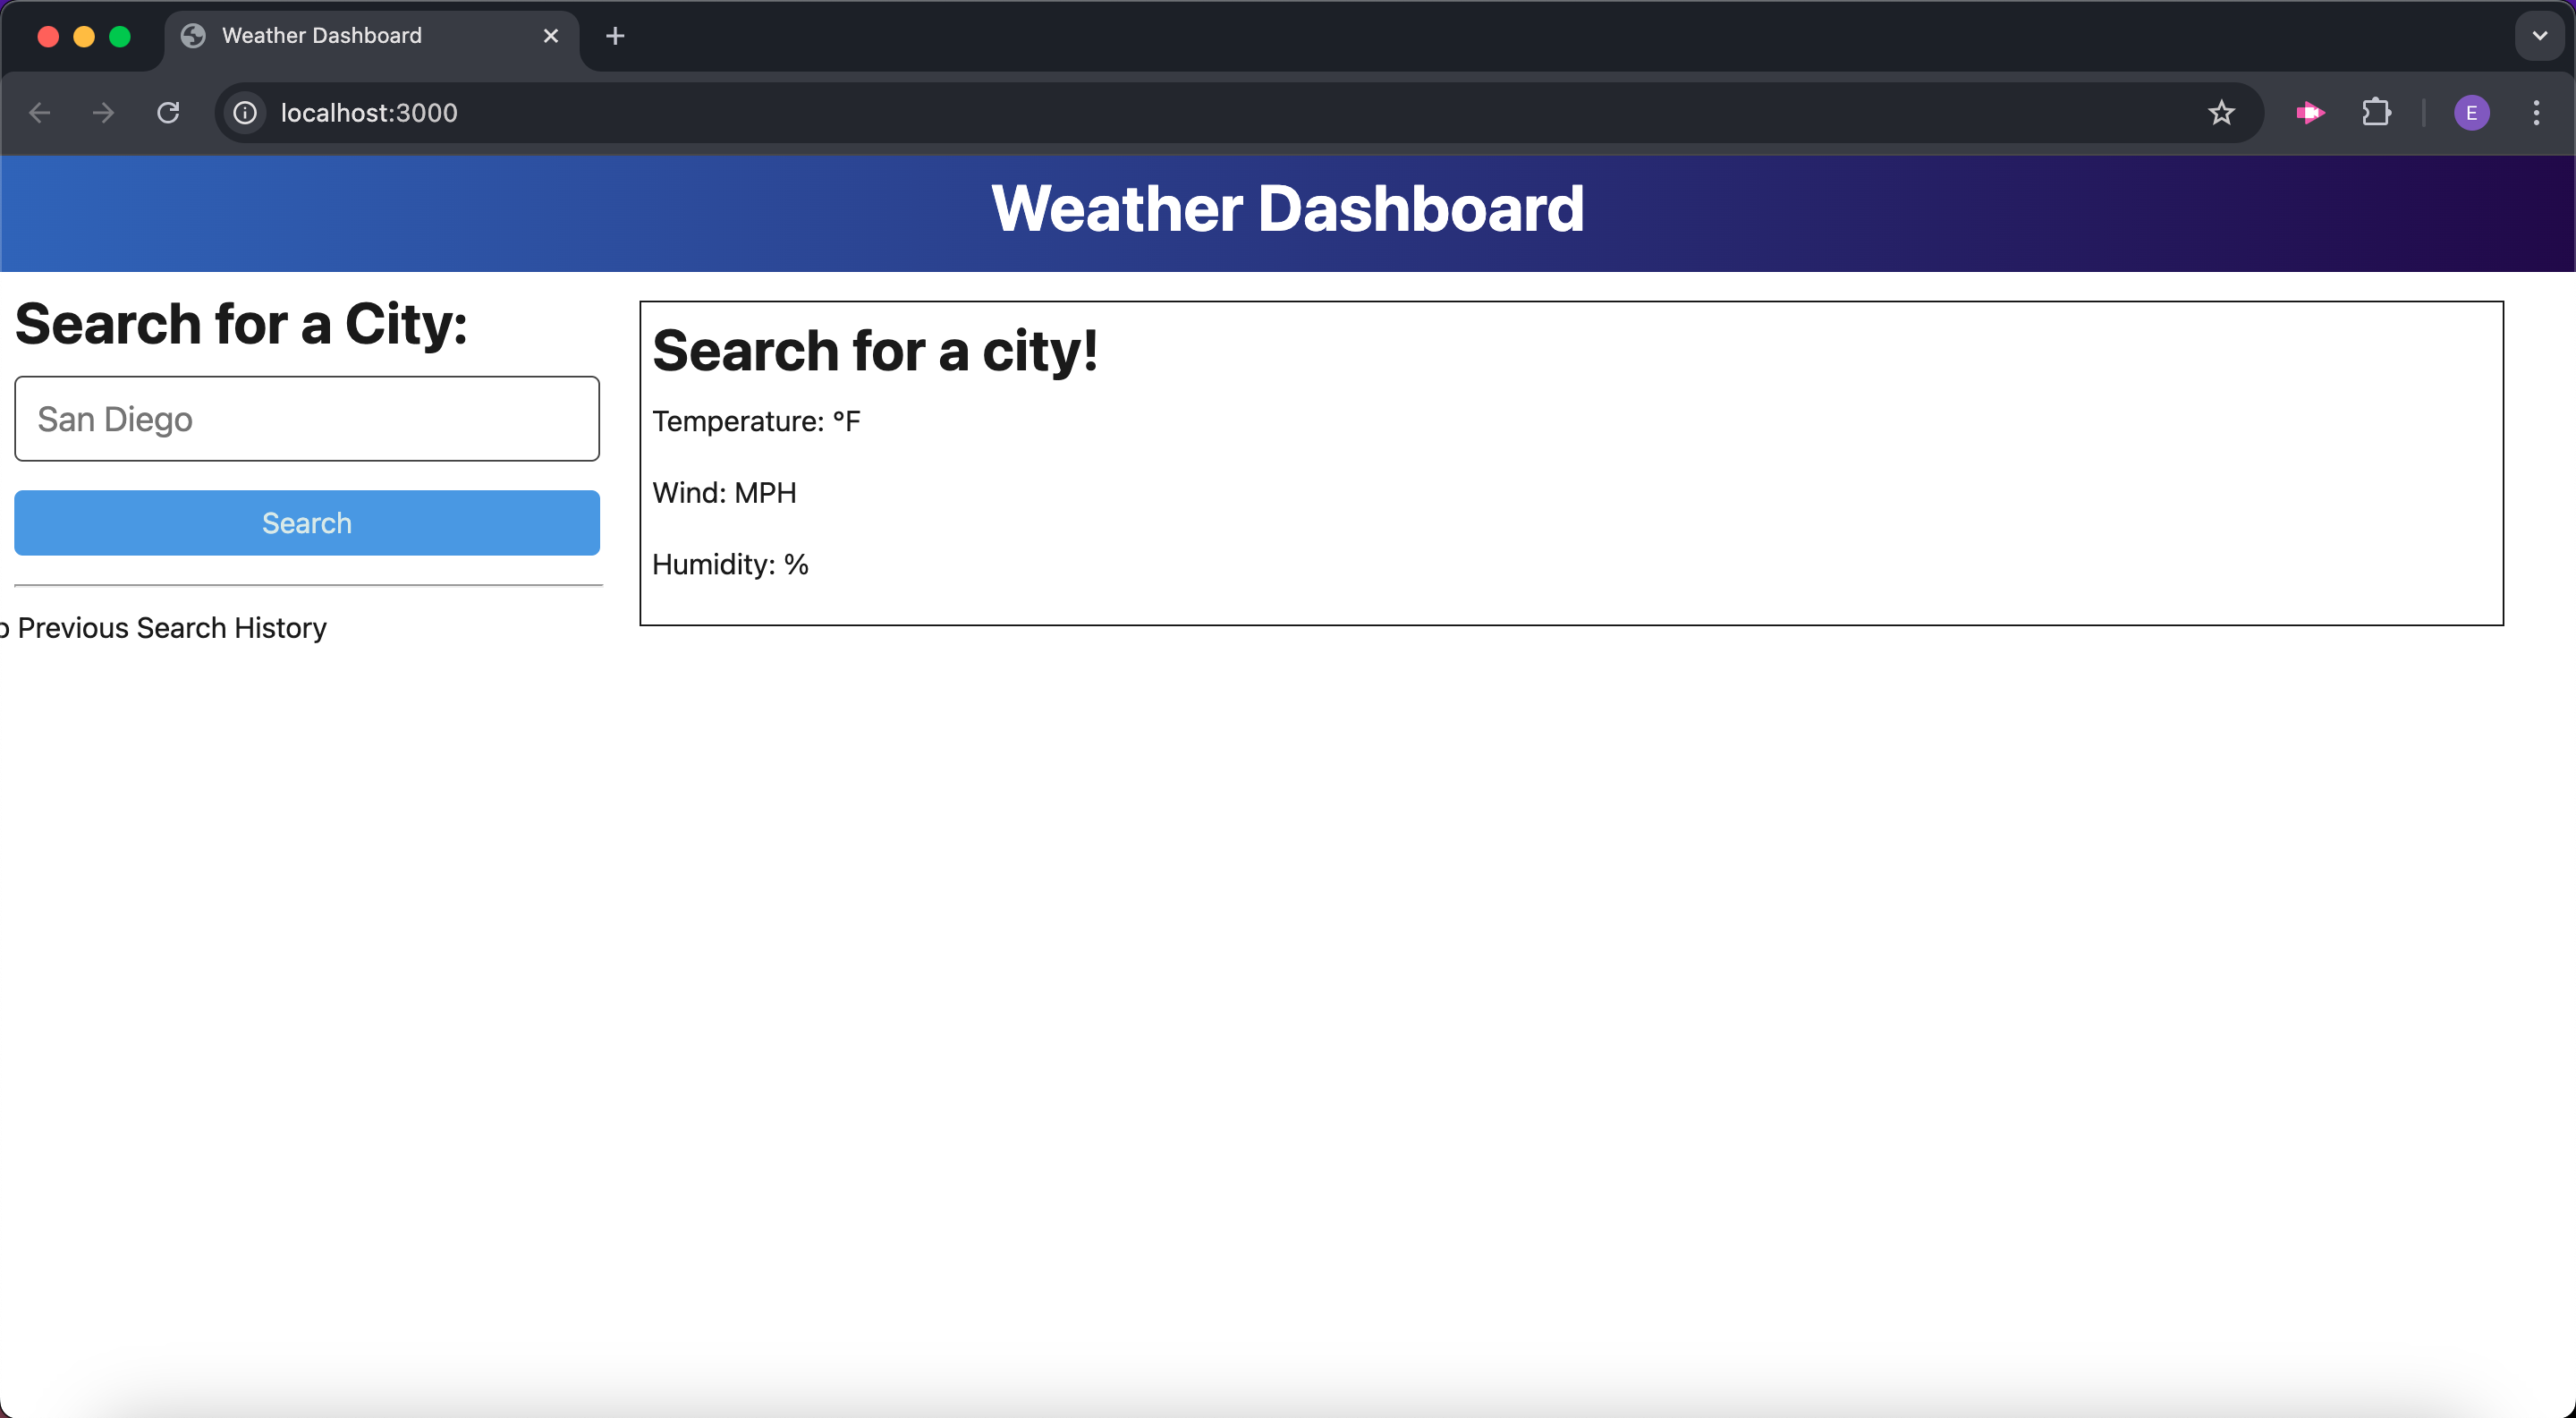 Weather Dashboard
localhost:3000
E
Weather Dashboard
Search for a City:
San Diego
Search
Previous Search History
Search for a city!
Temperature: °F
Wind: MPH
Humidity: %